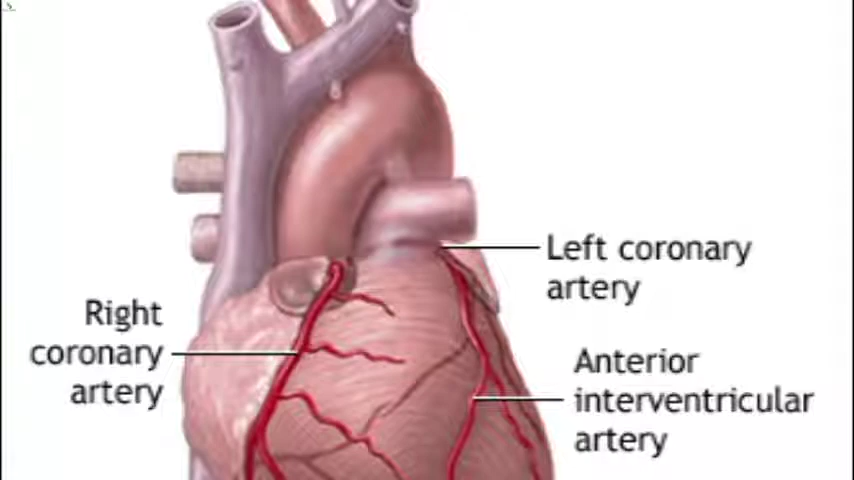 Left coronary
artery
Right
coronary
artery
Anterior
interventricular
artery